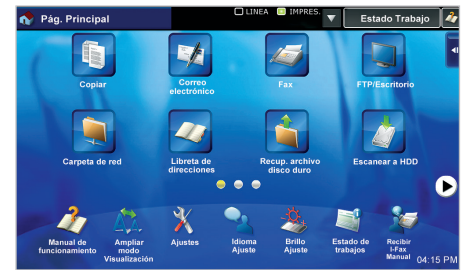 Pág. Principal
LINEA
IMPRES.
Estado Trabajo
Copiar
Correo
electrónico
Fax
FTP/Escritorio
Carpeta de red
Libreta de
direcciones
Recup. archivo
disco duro
Escanear a HDD
Manual de
funcionamiento
Ampliar
modo
Visualización
Ajustes
Idioma
Ajuste
Brillo
Ajuste
Estado de
trabajos
Recibir
I-Fax
Manual
04:15 PM